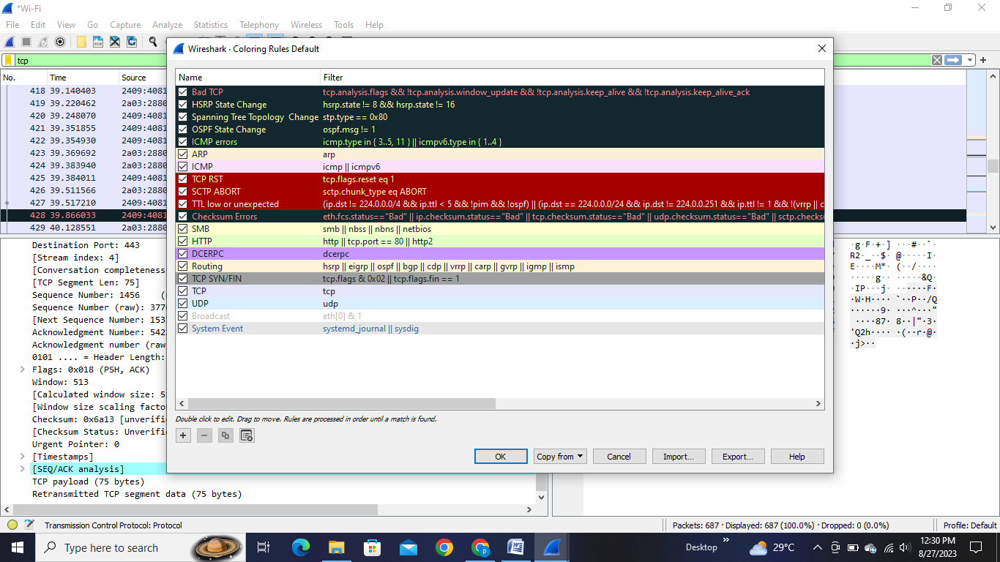 *Wi-Fi
File Edit View Go Capture Analyze Statistics Telephony Wireless Tools Help
tcp
No. Time Source
418 39.140403 2409:4081
419 39.220462 2a03:2880
420 39.248070 2409:4081
421 39.351855 2409:4081
422 39.354930 2409:4081
423 39.369692 2a03:2880
424 39.383940 2409:4081
425 39.384011 2409:4081
426 39.511566 2a03:2880
427 39.517210 2409:4081
428 39.866033 2409:4081
429 40.128551 2a03:2880
Destination Port: 443
[Stream index: 4]
[Conversation completeness
[TCP Segment Len: 75]
Sequence Number: 1456
Sequence Number (raw):
[Next Sequence Number:
Acknowledgment Number:
Acknowledgment number (raw
0101 .... = Header Length:
Flags: 0x018 (PSH, ACK)
Window: 513
[Calculated window size:
[Window size scaling
Checksum: 0x6a13
[Checksum Status:
Urgent Pointer: 0
[Timestamps]
[SEQ/ACK analysis]
TCP payload (75 bytes)
Retransmitted TCP segment data (75 bytes)
Wireshark · Coloring Rules Default
Name Filter
Bad TCP tcp.analysis.flags && !tcp.analysis.window_update && !tcp.analysis.keep_alive && !tcp.analysis.keep_alive_ack
HSRP State Change hsrp.state != 8 && hsrp.state != 16
Spanning Tree Topology Change stp.type == 0x80
OSPF State Change ospf.msg != 1
ICMP errors icmp.type in { 3..5, 11 } || icmpv6.type in { 1..4 }
ARP arp
ICMP icmp || icmpv6
TCP RST tcp.flags.reset eq 1
SCTP ABORT sctp.chunk_type eq ABORT
TTL low or unexpected (ip.dst != 224.0.0.0/4 && ip.ttl < 5 && !pim && !ospf) || (ip.dst == 224.0.0.0/24 && ip.dst != 224.0.0.251 && ip.ttl != 1 && !(vrrp || c
Checksum Errors eth.fcs.status=="Bad" || ip.checksum.status=="Bad" || tcp.checksum.status=="Bad" || udp.checksum.status=="Bad" || sctp.checksu
SMB smb || nbss || nbns || netbios
HTTP http || tcp.port == 80 || http2
DCERPC dcerpc
Routing hsrp || eigrp || ospf || bgp || cdp || vrrp || carp || gvrp || igmp || ismp
TCP SYN/FIN tcp.flags & 0x02 || tcp.flags.fin == 1
TCP tcp
UDP udp
Broadcast eth[0] & 1
System Event systemd_journal || sysdig
Double click to edit. Drag to move. Rules are processed in order until a match is found.
OK Copy from Cancel Import... Export... Help
Transmission Control Protocol: Protocol Packets: 687 · Displayed: 687 (100.0%) · Dropped: 0 (0.0%) Profile: Default
Type here to search Desktop 29°C 12:30 PM
8/27/2023